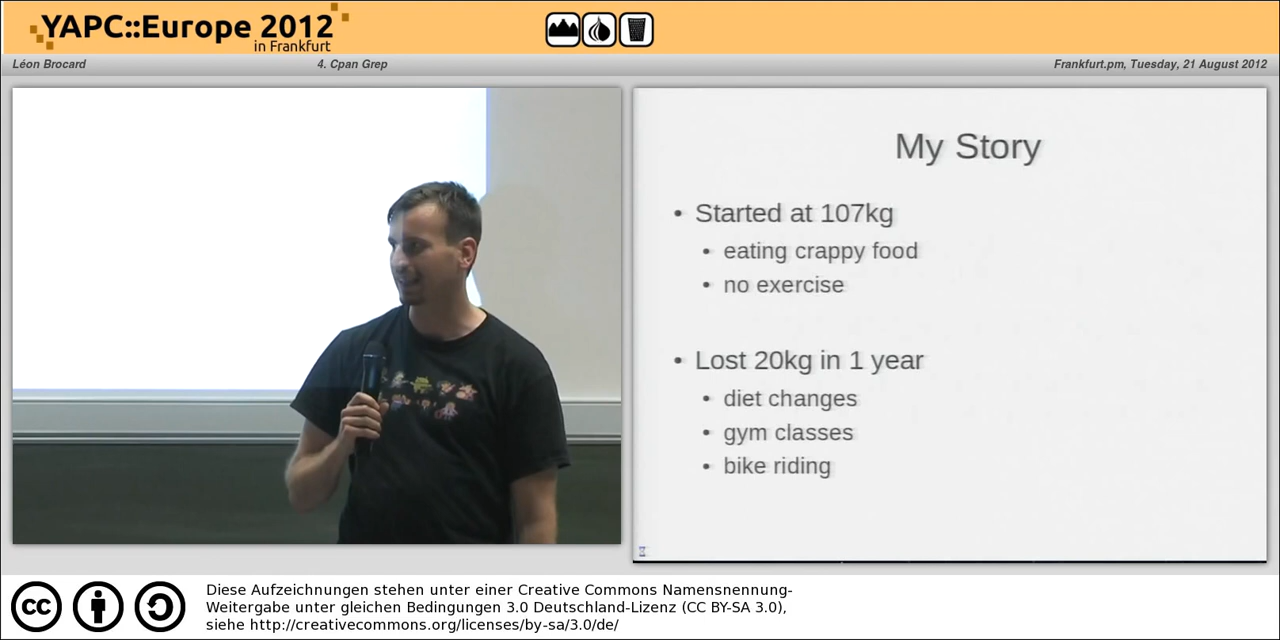 YAPC::Europe 2012
in Frankfurt
Léon Brocard 4. Cpan Grep Frankfurt.pm, Tuesday, 21 August 2012
My Story
• Started at 107kg
• eating crappy food
• no exercise
• Lost 20kg in 1 year
• diet changes
• gym classes
• bike riding
cc
Diese Aufzeichnungen stehen unter einer Creative Commons Namensnennung-
Weitergabe unter gleichen Bedingungen 3.0 Deutschland-Lizenz (CC BY-SA 3.0),
siehe http://creativecommons.org/licenses/by-sa/3.0/de/